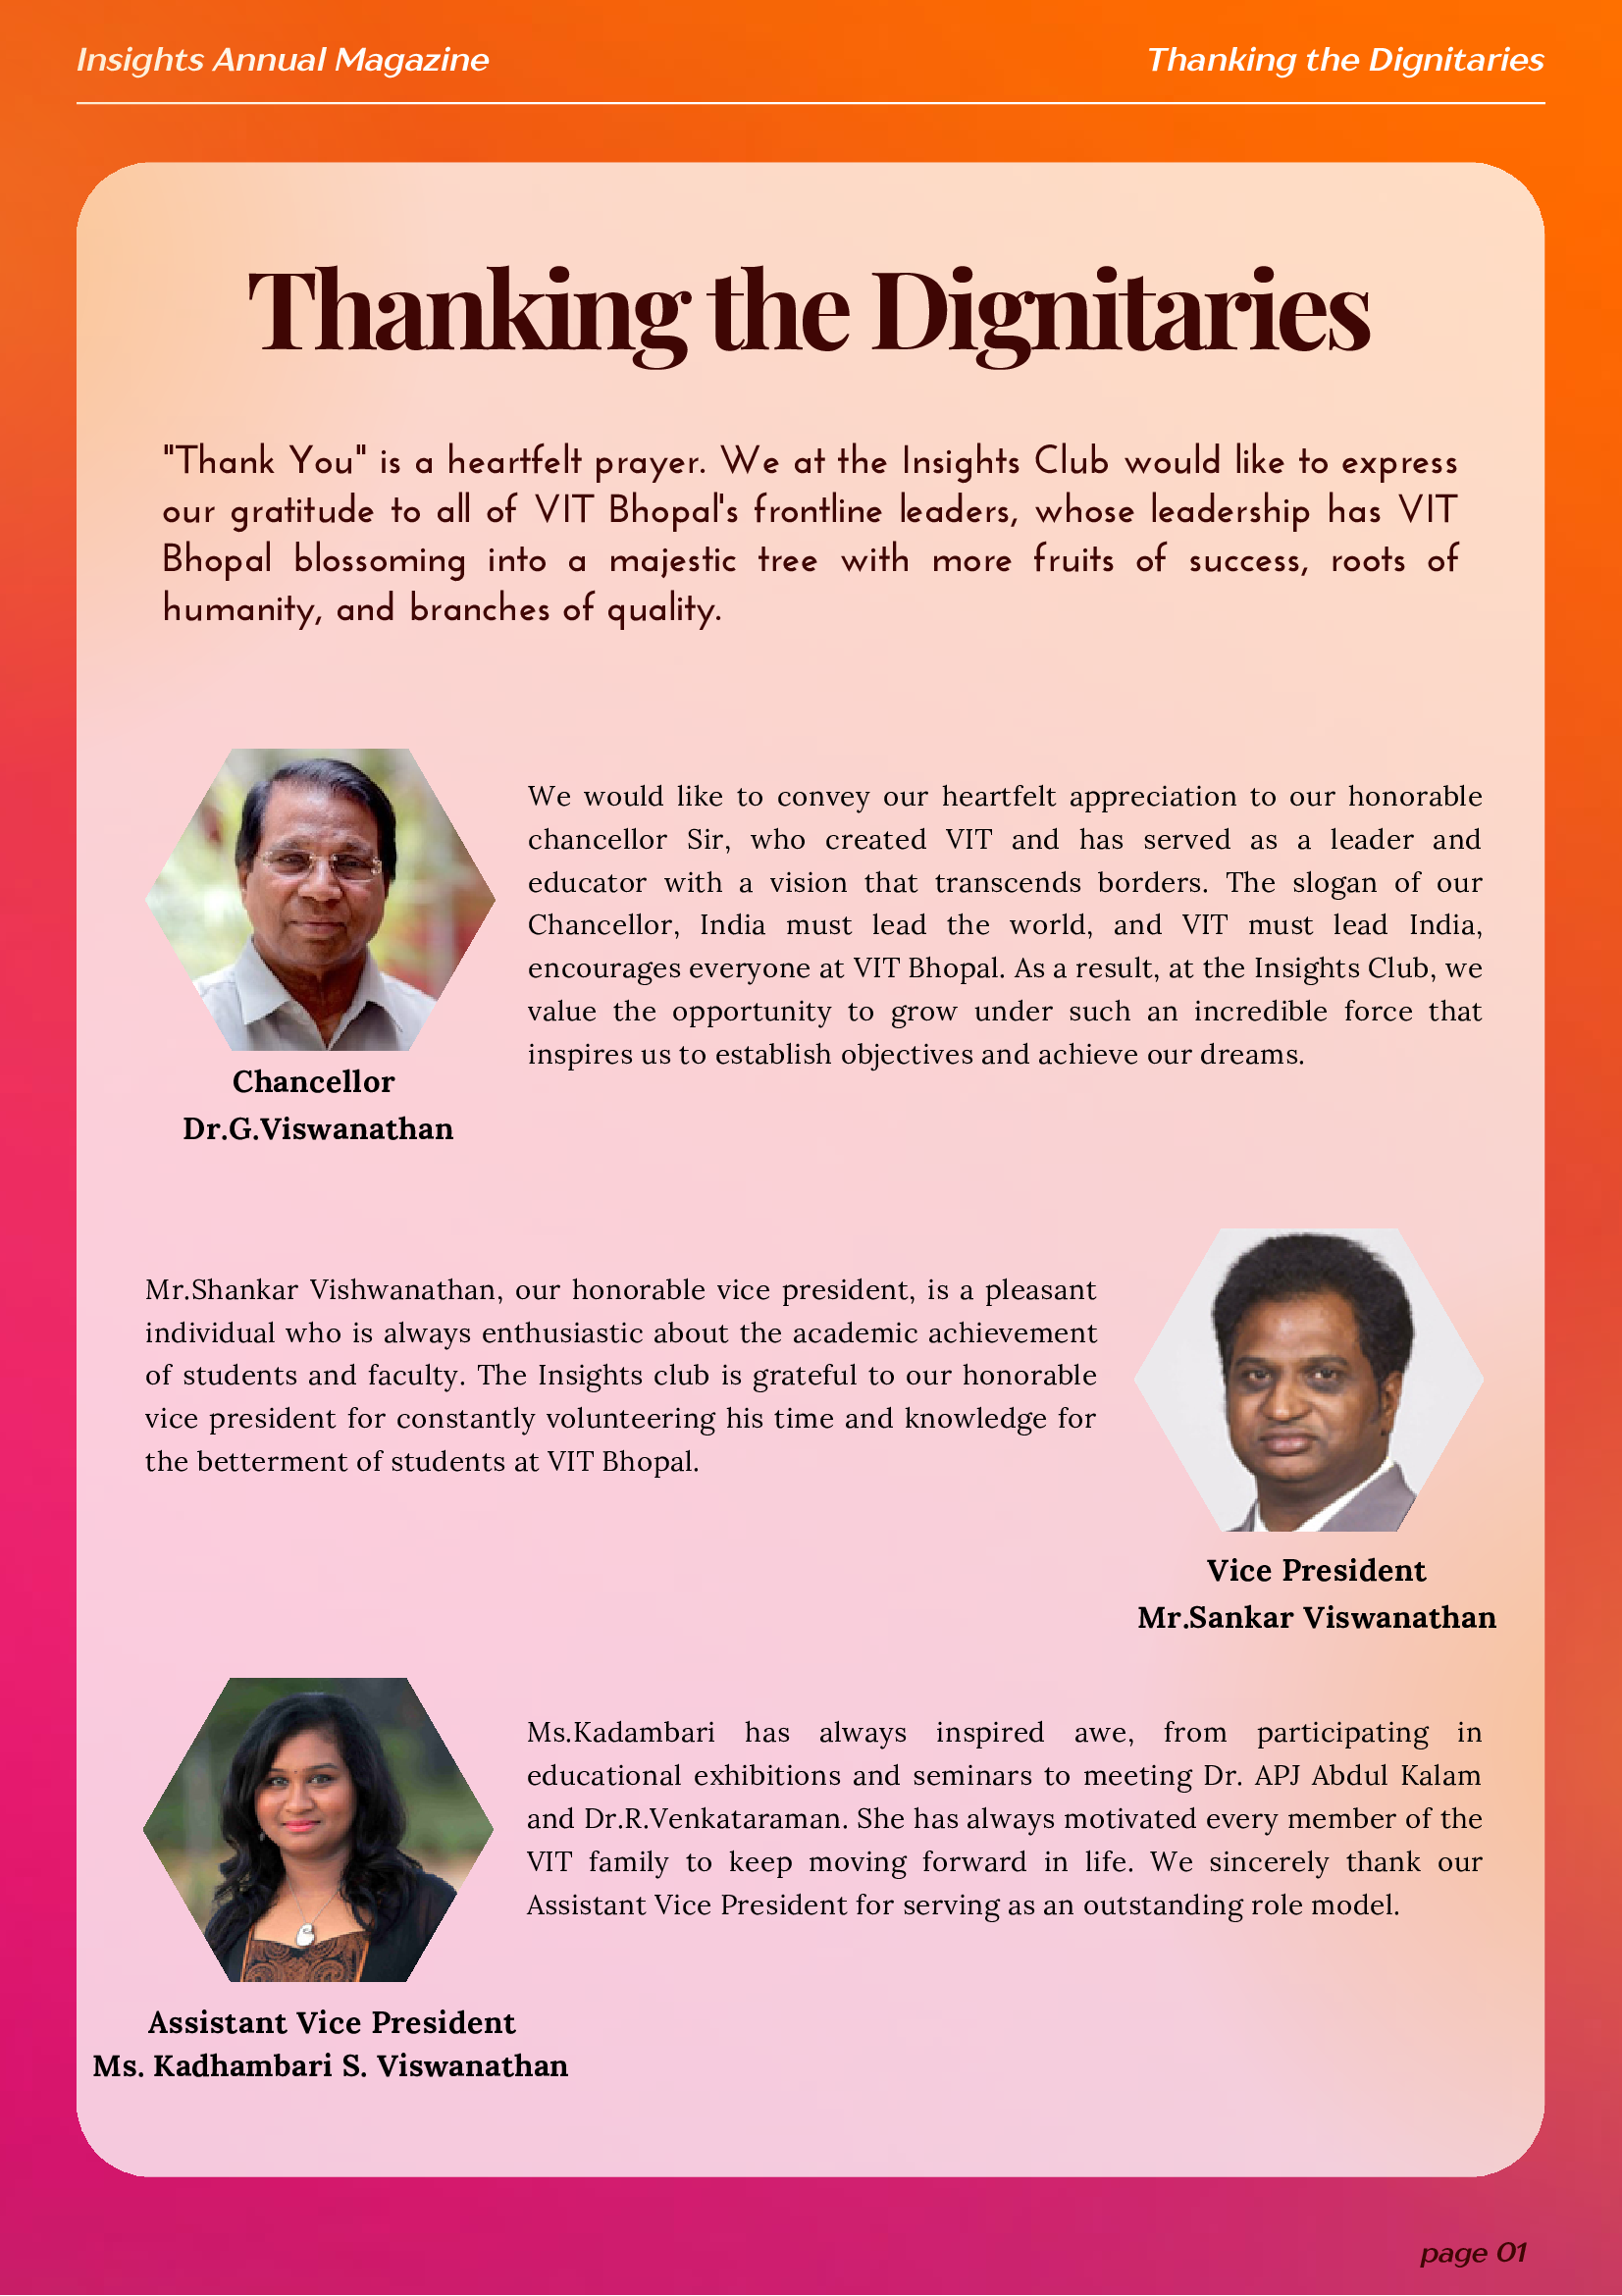 Insights Annual Magazine
Thanking the Dignitaries
Thanking the Dignitaries
"Thank You" is a heartfelt prayer. We at the Insights Club would like to express
our gratitude to all of VIT Bhopal's frontline leaders, whose leadership has VIT
Bhopal blossoming into a majestic tree with more fruits of success, roots of
humanity, and branches of quality.
We would like to convey our heartfelt appreciation to our honorable
chancellor Sir, who created VIT and has served as a leader and
educator with a vision that transcends borders. The slogan of our
Chancellor, India must lead the world, and VIT must lead India,
encourages everyone at VIT Bhopal. As a result, at the Insights Club, we
value the opportunity to grow under such an incredible force that
inspires us to establish objectives and achieve our dreams.
Chancellor
Dr.G.Viswanathan
Mr.Shankar Vishwanathan, our honorable vice president, is a pleasant
individual who is always enthusiastic about the academic achievement
of students and faculty. The Insights club is grateful to our honorable
vice president for constantly volunteering his time and knowledge for
the betterment of students at VIT Bhopal.
Vice President
Mr.Sankar Viswanathan
Ms.Kadambari has always inspired awe, from participating in
educational exhibitions and seminars to meeting Dr. APJ Abdul Kalam
and Dr.R.Venkataraman. She has always motivated every member of the
VIT family to keep moving forward in life. We sincerely thank our
Assistant Vice President for serving as an outstanding role model.
Assistant Vice President
Ms. Kadhambari S. Viswanathan
page 01